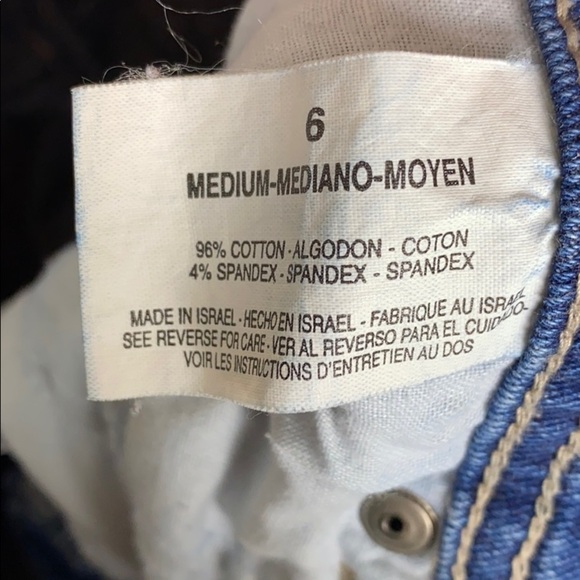 6
MEDIUM-MEDIANO-MOYEN
96% COTTON-ALGODON - COTON
4% SPANDEX-SPANDEX - SPANDEX
MADE IN ISRAEL-HECHO EN ISRAEL - FABRIQUE AU ISRAEL
SEE REVERSE FOR CARE-VER AL REVERSO PARA EL CUIDADO-
VOIR LES INSTRUCTIONS D'ENTRETIEN AU DOS